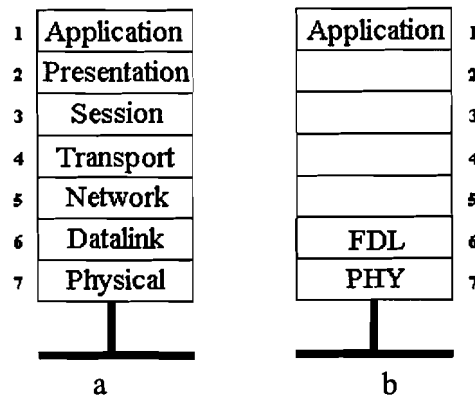 1 Application Application 1
2 Presentation 2
3 Session 3
4 Transport 4
5 Network 5
6 Datalink FDL 6
7 Physical PHY 7
a b